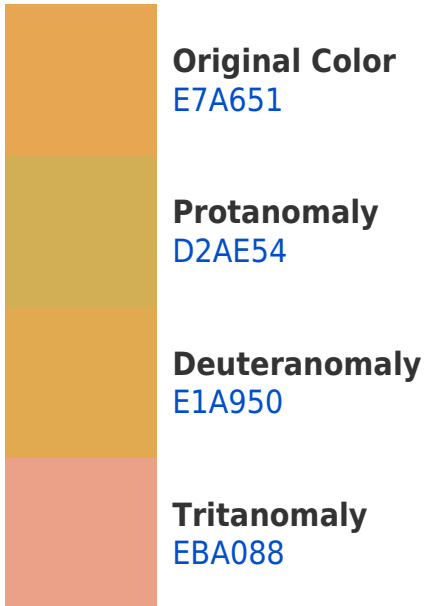 Original Color
E7A651
Protanomaly
D2AE54
Deuteranomaly
E1A950
Tritanomaly
EBA088